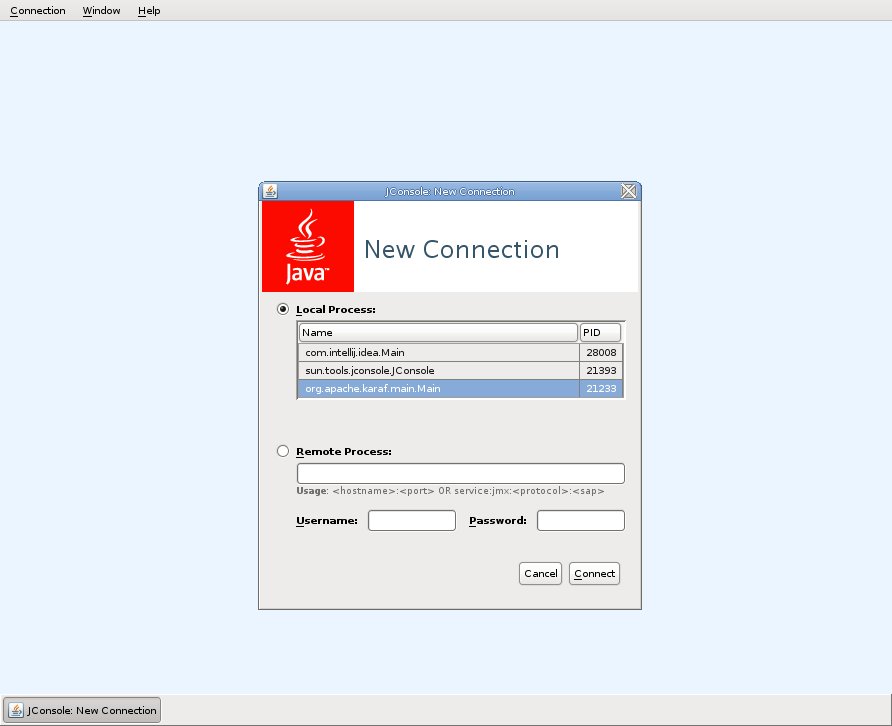 Connection Window Help
JConsole: New Connection
Java™
New Connection
Local Process:
Name PID
com.intellij.idea.Main 28008
sun.tools.jconsole.JConsole 21393
org.apache.karaf.main.Main 21233
Remote Process:
Usage: <hostname>:<port> OR service:jmx:<protocol>:<sap>
Username: Password:
Cancel Connect
JConsole: New Connection